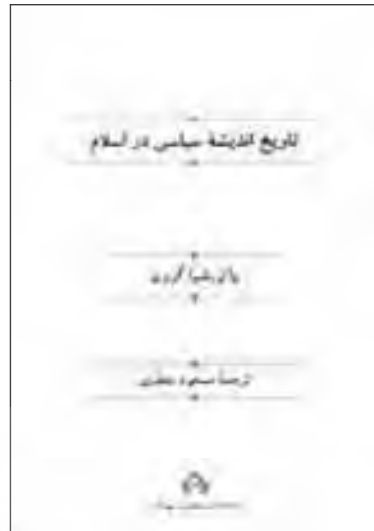 تاریخ اندیشهٔ سیاسی در اسلام
پاتریشیا کرون
ترجمهٔ مسعود جعفری